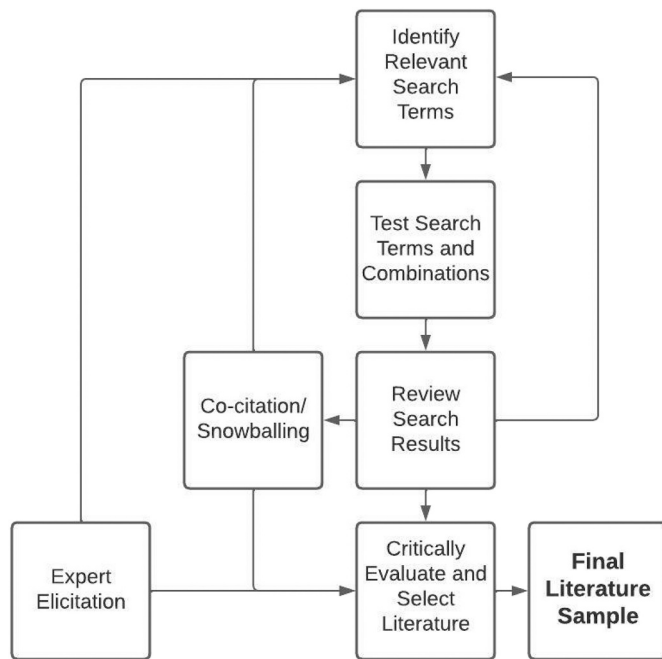 Identify
Relevant
Search
Terms
Test Search
Terms and
Combinations
Co-citation/
Snowballing
Review
Search
Results
Expert
Elicitation
Critically
Evaluate and
Select
Literature
Final
Literature
Sample